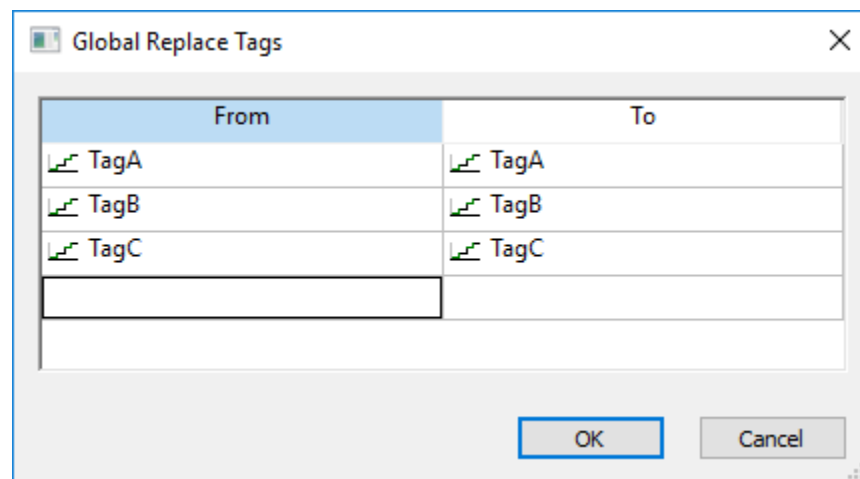 Global Replace Tags
From To
TagA TagA
TagB TagB
TagC TagC
OK Cancel